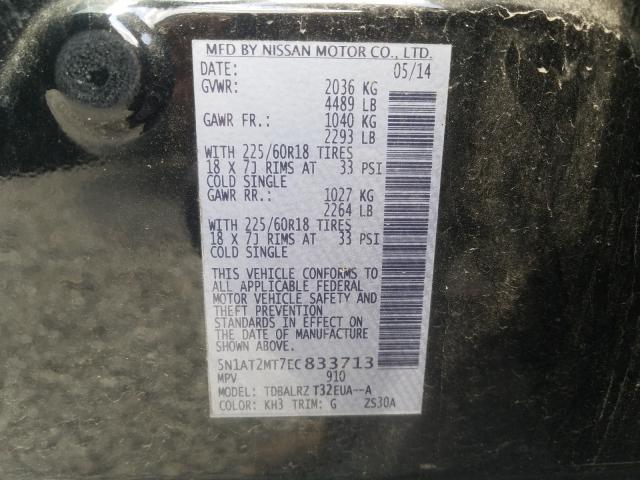 MFD BY NISSAN MOTOR CO., LTD.
DATE: 05/14
GVWR: 2036 KG
4489 LB
GAWR FR.: 1040 KG
2293 LB
WITH 225/60R18 TIRES
18 X 7J RIMS AT 33 PSI
COLD SINGLE
GAWR RR.: 1027 KG
2264 LB
WITH 225/60R18 TIRES
18 X 7J RIMS AT 33 PSI
COLD SINGLE
THIS VEHICLE CONFORMS TO
ALL APPLICABLE FEDERAL
MOTOR VEHICLE SAFETY AND
THEFT PREVENTION
STANDARDS IN EFFECT ON
THE DATE OF MANUFACTURE
SHOWN ABOVE.
5N1AT2MT7EC833713
MPV 910
MODEL: TDBALRZ T32EUA--A
COLOR: KH3 TRIM: G ZS30A